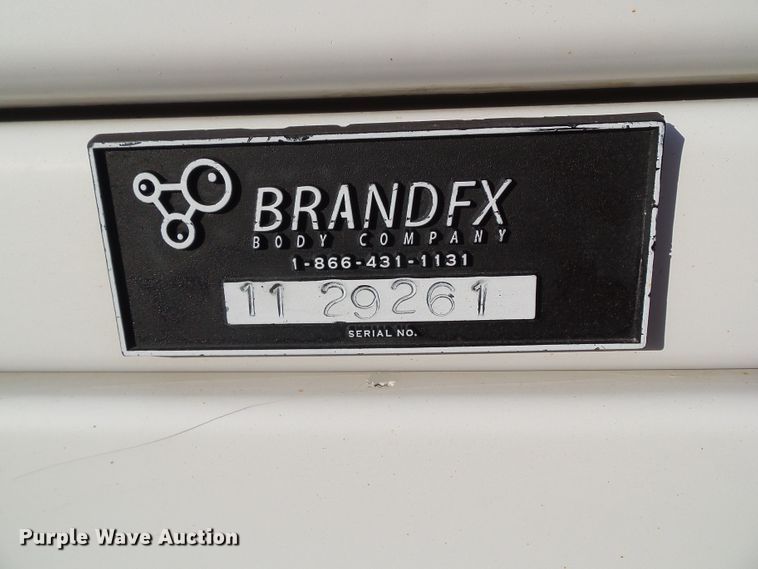 BRANDFX
BODY COMPANY
1-866-431-1131
11 29261
SERIAL NO.
Purple Wave Auction